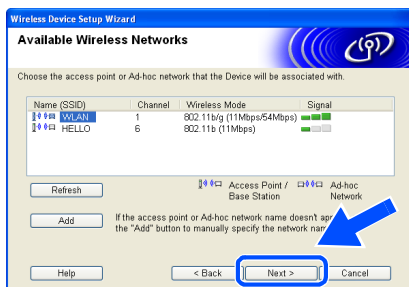 Wireless Device Setup Wizard
Available Wireless Networks
Choose the access point or Ad-hoc network that the Device will be associated with.
Name (SSID) Channel Wireless Mode Signal
WLAN 1 802.11b/g (11Mbps/54Mbps)
HELLO 6 802.11b (11Mbps)
Refresh
Access Point / Base Station
Ad-hoc Network
Add
If the access point or Ad-hoc network name doesn't
the "Add" button to manually specify the network
Help < Back Next > Cancel